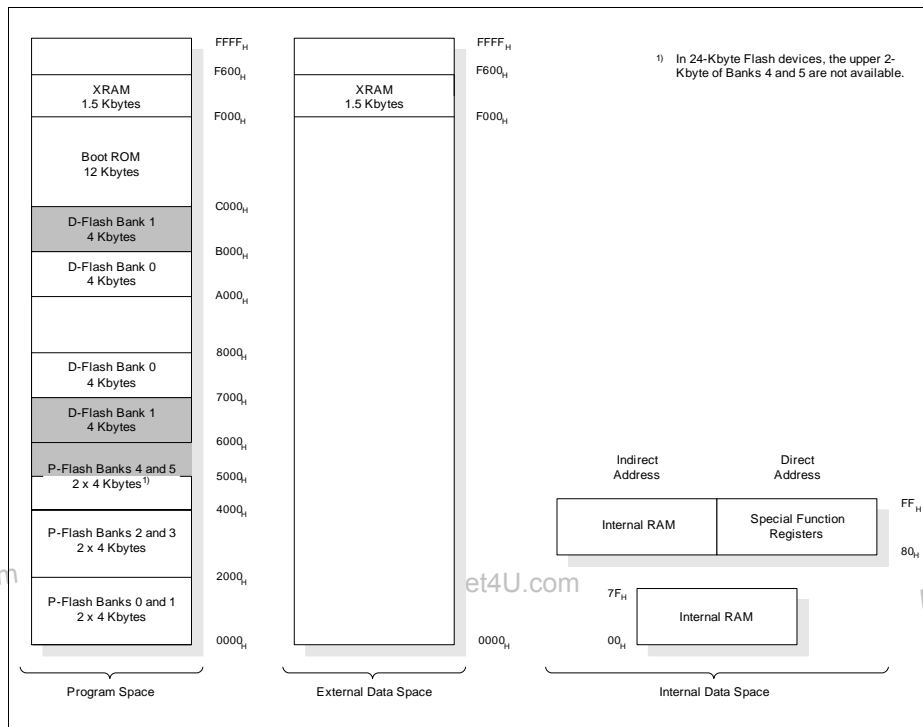 FFFFH
F600H
XRAM
1.5 Kbytes
F000H
Boot ROM
12 Kbytes
C000H
D-Flash Bank 1
4 Kbytes
B000H
D-Flash Bank 0
4 Kbytes
A000H
8000H
D-Flash Bank 0
4 Kbytes
7000H
D-Flash Bank 1
4 Kbytes
6000H
P-Flash Banks 4 and 5
2 x 4 Kbytes1)
5000H
4000H
P-Flash Banks 2 and 3
2 x 4 Kbytes
2000H
P-Flash Banks 0 and 1
2 x 4 Kbytes
0000H
Program Space
FFFFH
F600H
XRAM
1.5 Kbytes
F000H
0000H
External Data Space
1) In 24-Kbyte Flash devices, the upper 2-
Kbyte of Banks 4 and 5 are not available.
Indirect
Address
Direct
Address
Internal RAM
Special Function
Registers
FFH
80H
7FH
Internal RAM
00H
Internal Data Space
et4U.com